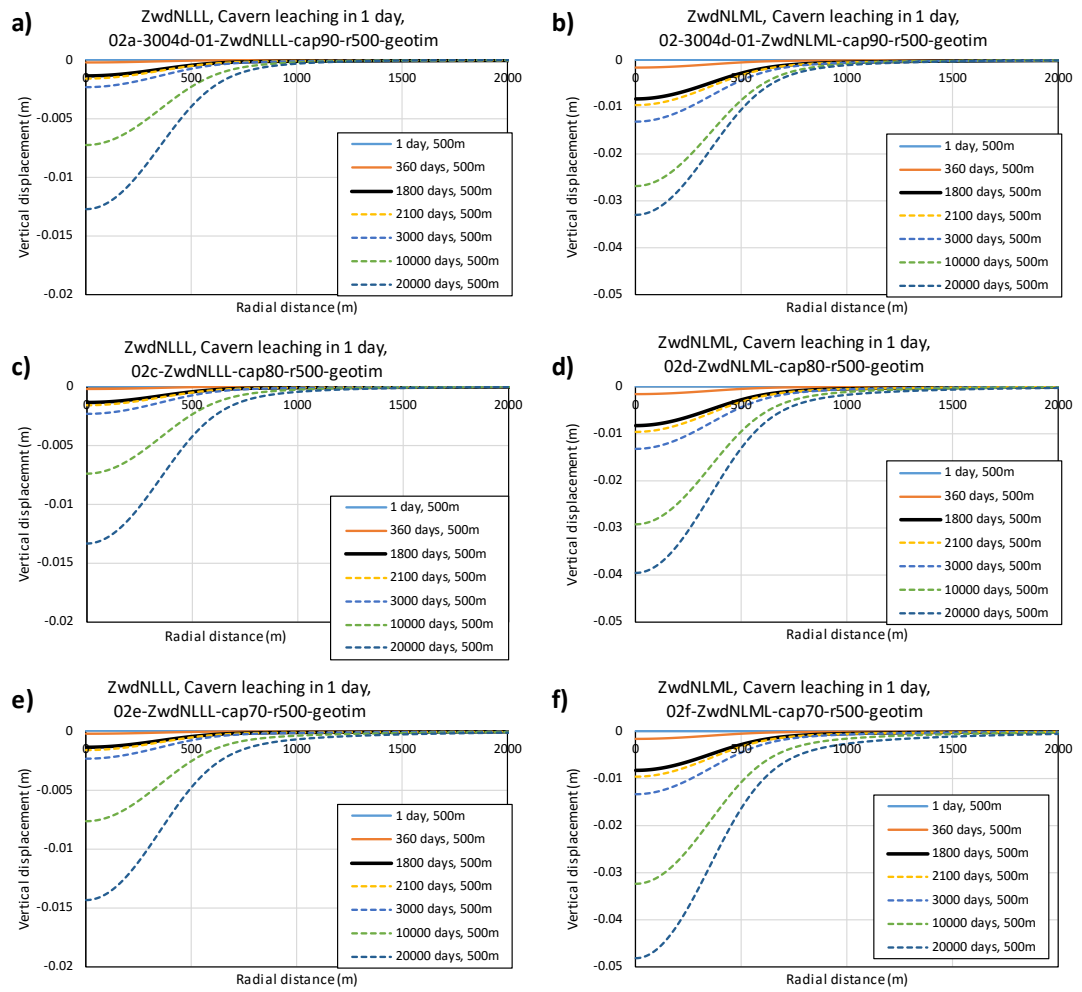 a)
ZwdNLLL, Cavern leaching in 1 day,
02a-3004d-01-ZwdNLLL-cap90-r500-geotim
0
-0.005
-0.01
-0.015
-0.02
0 500 1000 1500 2000
Vertical displacement (m)
Radial distance (m)
1 day, 500m
360 days, 500m
1800 days, 500m
2100 days, 500m
3000 days, 500m
10000 days, 500m
20000 days, 500m
b)
ZwdNLML, Cavern leaching in 1 day,
02-3004d-01-ZwdNLML-cap90-r500-geotim
0
-0.01
-0.02
-0.03
-0.04
-0.05
0 500 1000 1500 2000
Vertical displacement (m)
Radial distance (m)
1 day, 500m
360 days, 500m
1800 days, 500m
2100 days, 500m
3000 days, 500m
10000 days, 500m
20000 days, 500m
c)
ZwdNLLL, Cavern leaching in 1 day,
02c-ZwdNLLL-cap80-r500-geotim
0
-0.005
-0.01
-0.015
-0.02
0 500 1000 1500 2000
Vertical displacemnt (m)
Radial distance (m)
1 day, 500m
360 days, 500m
1800 days, 500m
2100 days, 500m
3000 days, 500m
10000 days, 500m
20000 days, 500m
d)
ZwdNLML, Cavern leaching in 1 day,
02d-ZwdNLML-cap80-r500-geotim
0
-0.01
-0.02
-0.03
-0.04
-0.05
0 500 1000 1500 2000
Vertical displacement (m)
Radial distance (m)
1 day, 500m
360 days, 500m
1800 days, 500m
2100 days, 500m
3000 days, 500m
10000 days, 500m
20000 days, 500m
e)
ZwdNLLL, Cavern leaching in 1 day,
02e-ZwdNLLL-cap70-r500-geotim
0
-0.005
-0.01
-0.015
-0.02
0 500 1000 1500 2000
Vertical displacement (m)
Radial distance (m)
1 day, 500m
360 days, 500m
1800 days, 500m
2100 days, 500m
3000 days, 500m
10000 days, 500m
20000 days, 500m
f)
ZwdNLML, Cavern leaching in 1 day,
02f-ZwdNLML-cap70-r500-geotim
0
-0.01
-0.02
-0.03
-0.04
-0.05
0 500 1000 1500 2000
Vertical displacement (m)
Radial distance (m)
1 day, 500m
360 days, 500m
1800 days, 500m
2100 days, 500m
3000 days, 500m
10000 days, 500m
20000 days, 500m